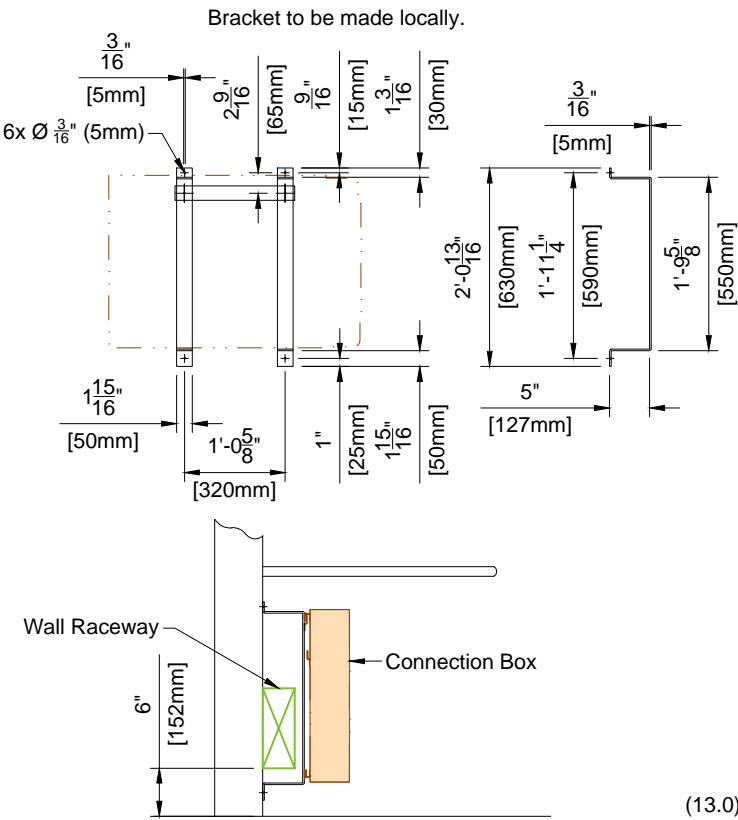 Bracket to be made locally.
3/16"
[5mm]
2 9/16"
[65mm]
9/16"
[15mm]
1 3/16"
[30mm]
3/16"
[5mm]
6x Ø 3/16" (5mm)
2'-0 13/16"
[630mm]
1'-11 1/4"
[590mm]
1'-9 5/8"
[550mm]
1 15/16"
[50mm]
1'-0 5/8"
[320mm]
1"
[25mm]
1 15/16"
[50mm]
5"
[127mm]
Wall Raceway
Connection Box
6"
[152mm]
(13.0)